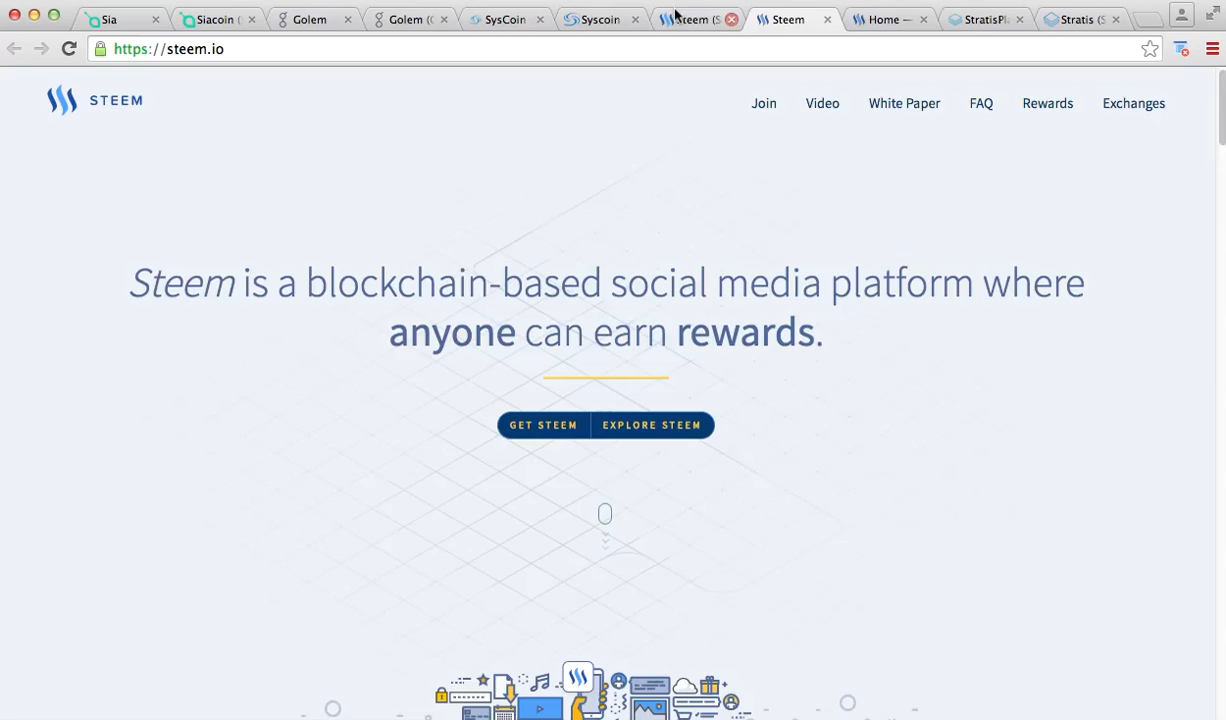 Sia
Siacoin (
Golem
Golem (
SysCoin
Syscoin
Steem (S
Steem
Home —
StratisPl
Stratis (S
https://steem.io
STEEM
Join
Video
White Paper
FAQ
Rewards
Exchanges
Steem is a blockchain-based social media platform where
anyone can earn rewards.
GET STEEM
EXPLORE STEEM